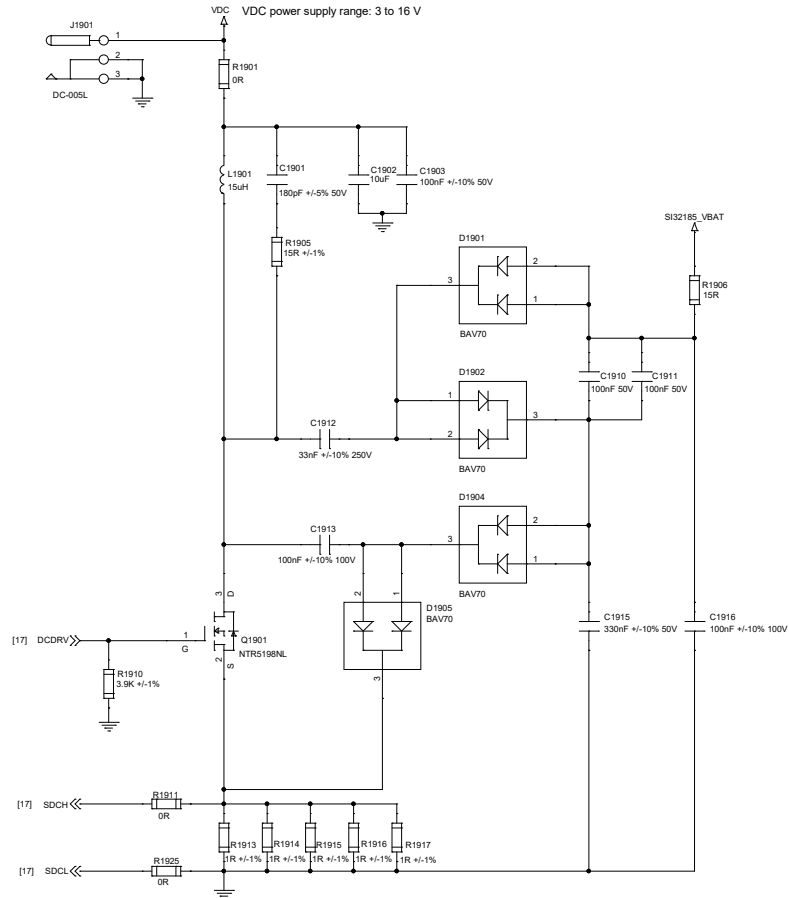 VDC VDC power supply range: 3 to 16 V
J1901
1
2
3
DC-005L
R1901
0R
L1901
15uH
C1901
180pF +/-5% 50V
C1902
10uF
C1903
100nF +/-10% 50V
R1905
15R +/-1%
SI32185_VBAT
R1906
15R
D1901
3
2
1
BAV70
D1902
1
2
3
BAV70
C1910
100nF 50V
C1911
100nF 50V
C1912
33nF +/-10% 250V
D1904
3
2
1
BAV70
C1913
100nF +/-10% 100V
2
1
D1905
BAV70
3
C1915
330nF +/-10% 50V
C1916
100nF +/-10% 100V
3
D
[17] DCDRV
1
G
2
S
Q1901
NTR5198NL
R1910
3.9K +/-1%
[17] SDCH
R1911
0R
R1913
1R +/-1%
R1914
1R +/-1%
R1915
1R +/-1%
R1916
1R +/-1%
R1917
1R +/-1%
[17] SDCL
R1925
0R